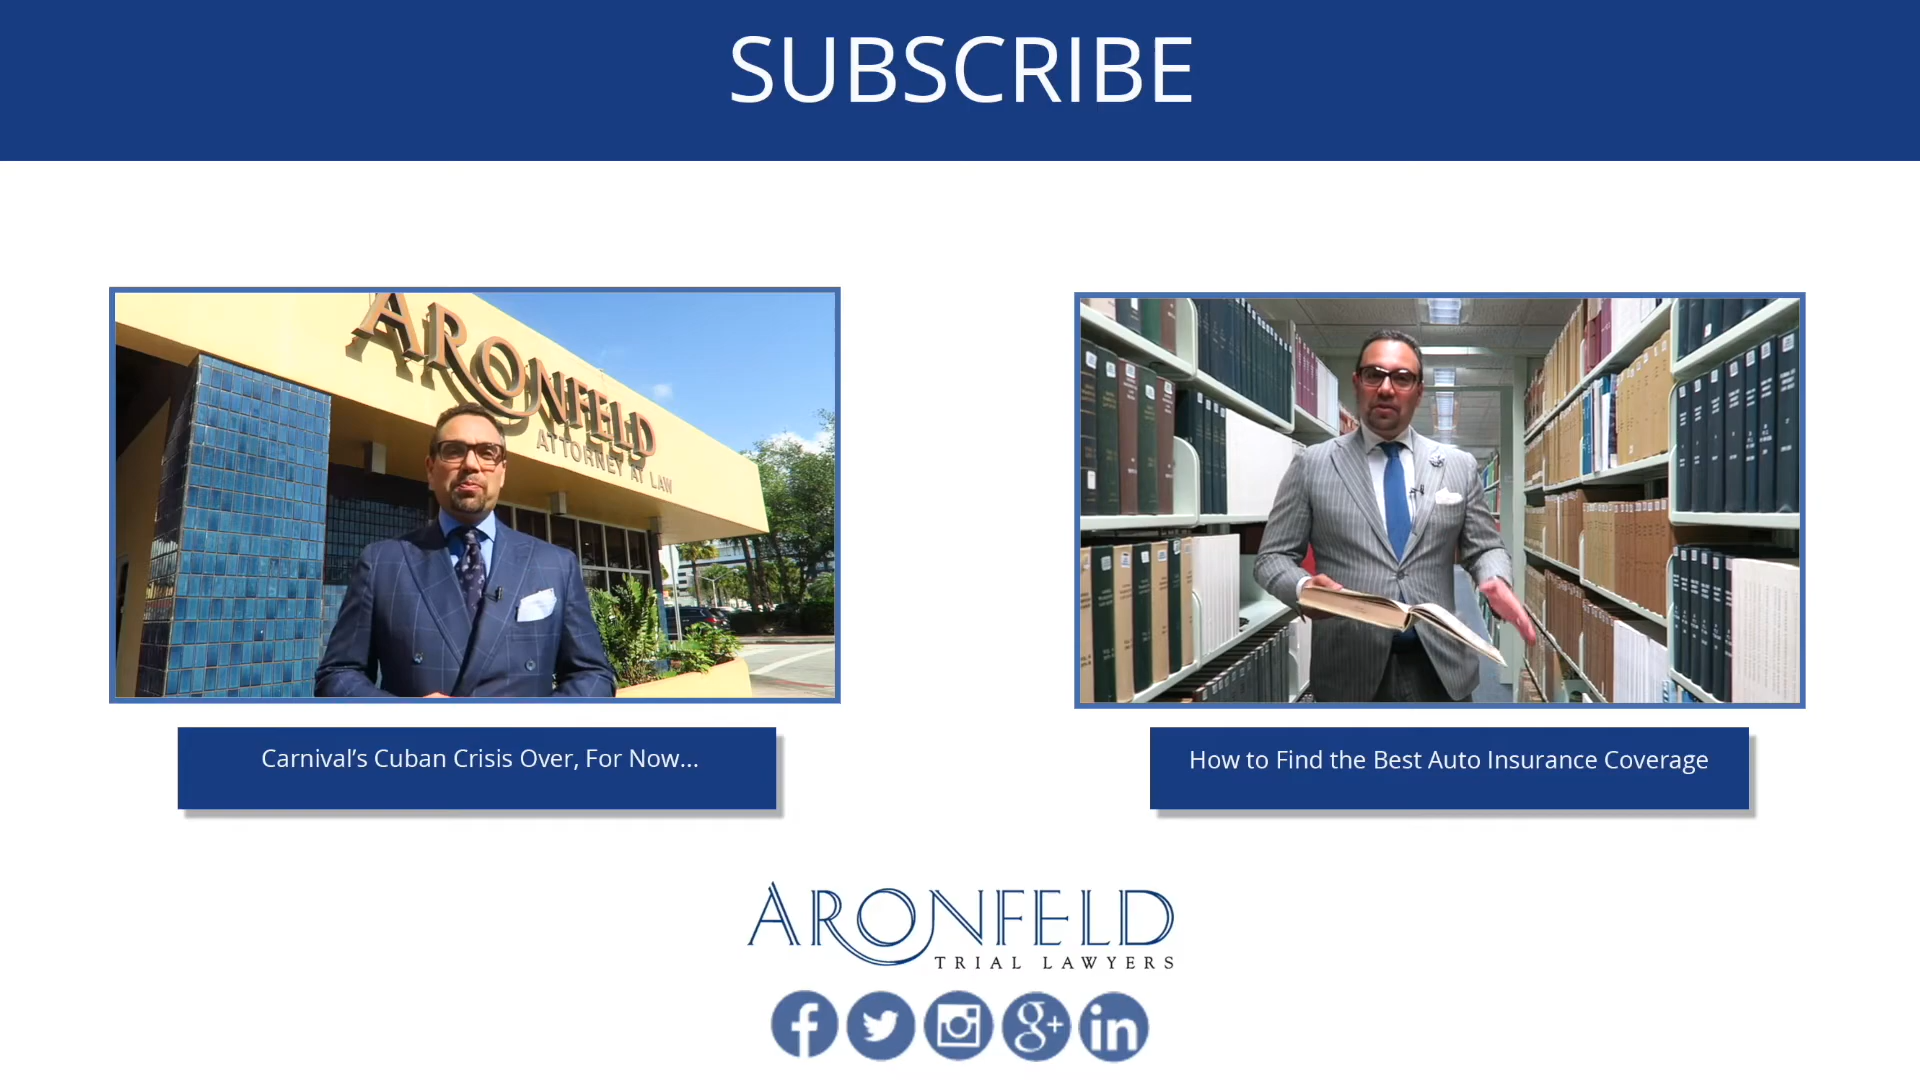 SUBSCRIBE
ARONFELD
ATTORNEY AT LAW
Carnival's Cuban Crisis Over, For Now...
How to Find the Best Auto Insurance Coverage
ARONFELD
TRIAL LAWYERS